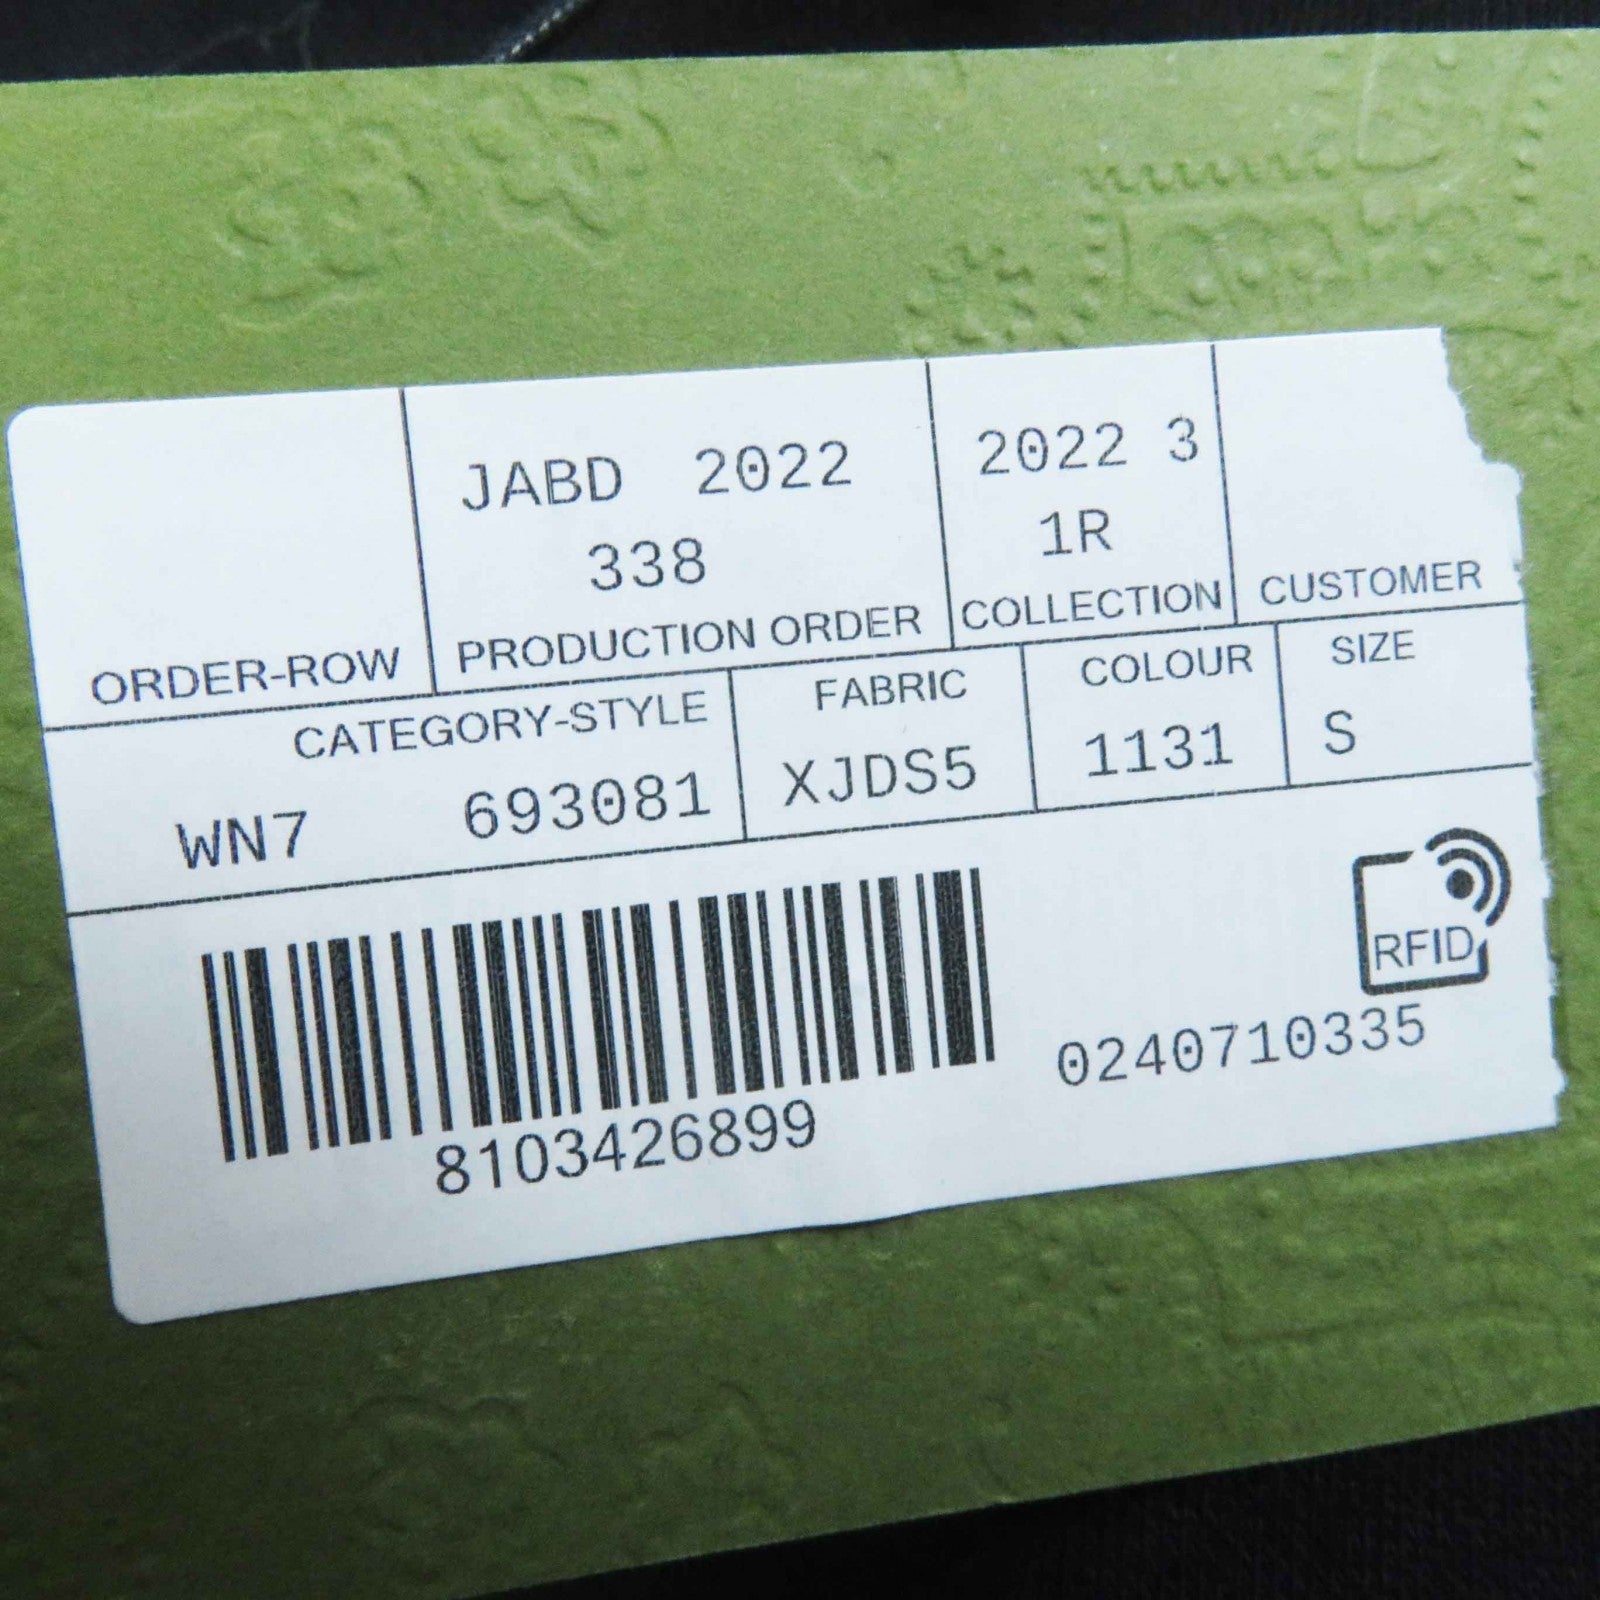 JABD 2022
338
2022 3
1R
ORDER-ROW
PRODUCTION ORDER
COLLECTION
CUSTOMER
CATEGORY-STYLE
FABRIC
COLOUR
SIZE
WN7 693081
XJDS5
1131
S
RFID
8103426899
0240710335